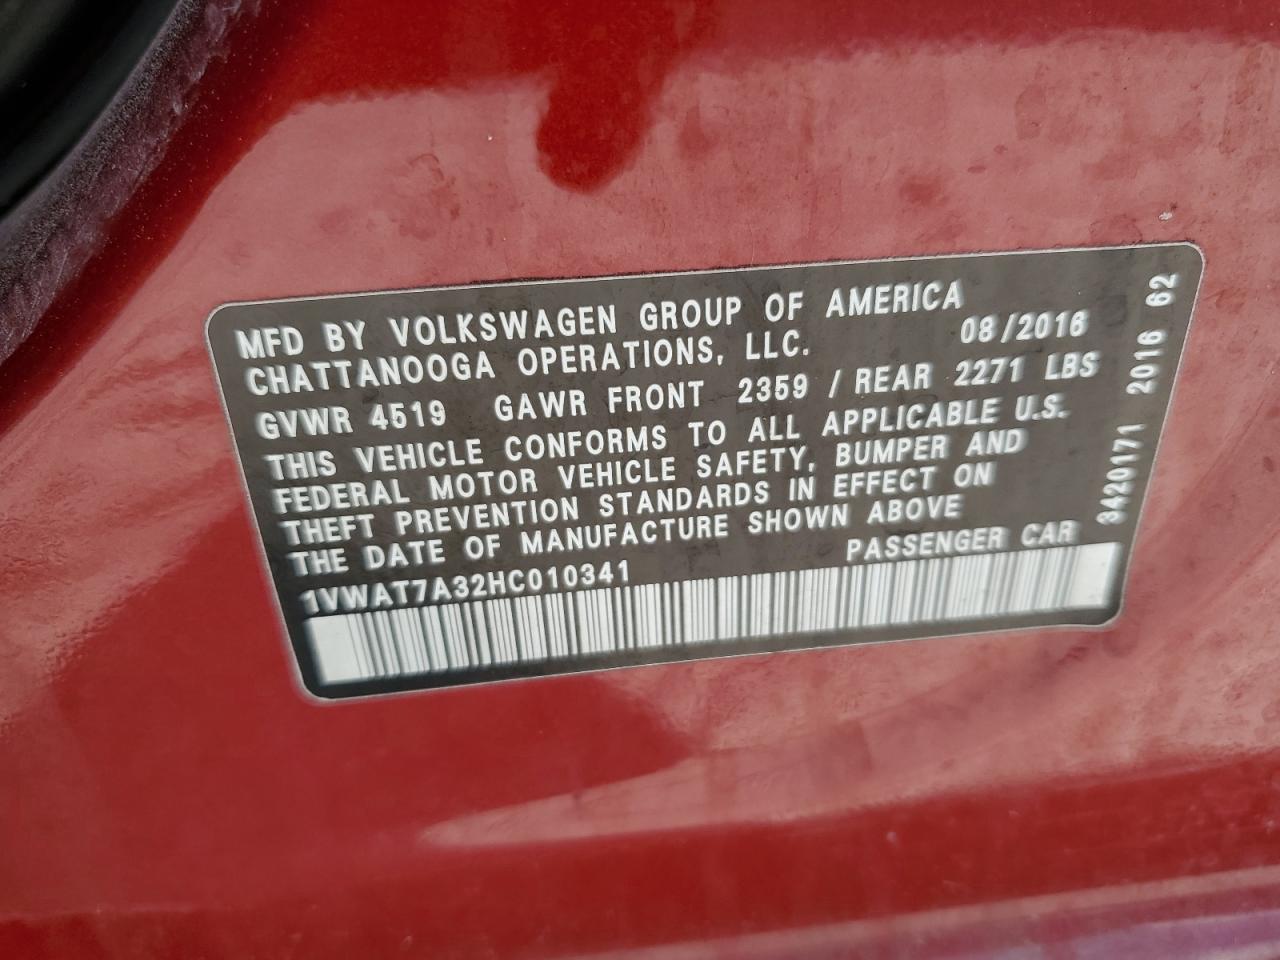 MFD BY VOLKSWAGEN GROUP OF AMERICA
CHATTANOOGA OPERATIONS, LLC. 08/2016
GVWR 4519 GAWR FRONT 2359 / REAR 2271 LBS
THIS VEHICLE CONFORMS TO ALL APPLICABLE U.S.
FEDERAL MOTOR VEHICLE SAFETY, BUMPER AND
THEFT PREVENTION STANDARDS IN EFFECT ON
THE DATE OF MANUFACTURE SHOWN ABOVE
1VWAT7A32HC010341 PASSENGER CAR
3420171 2016 62